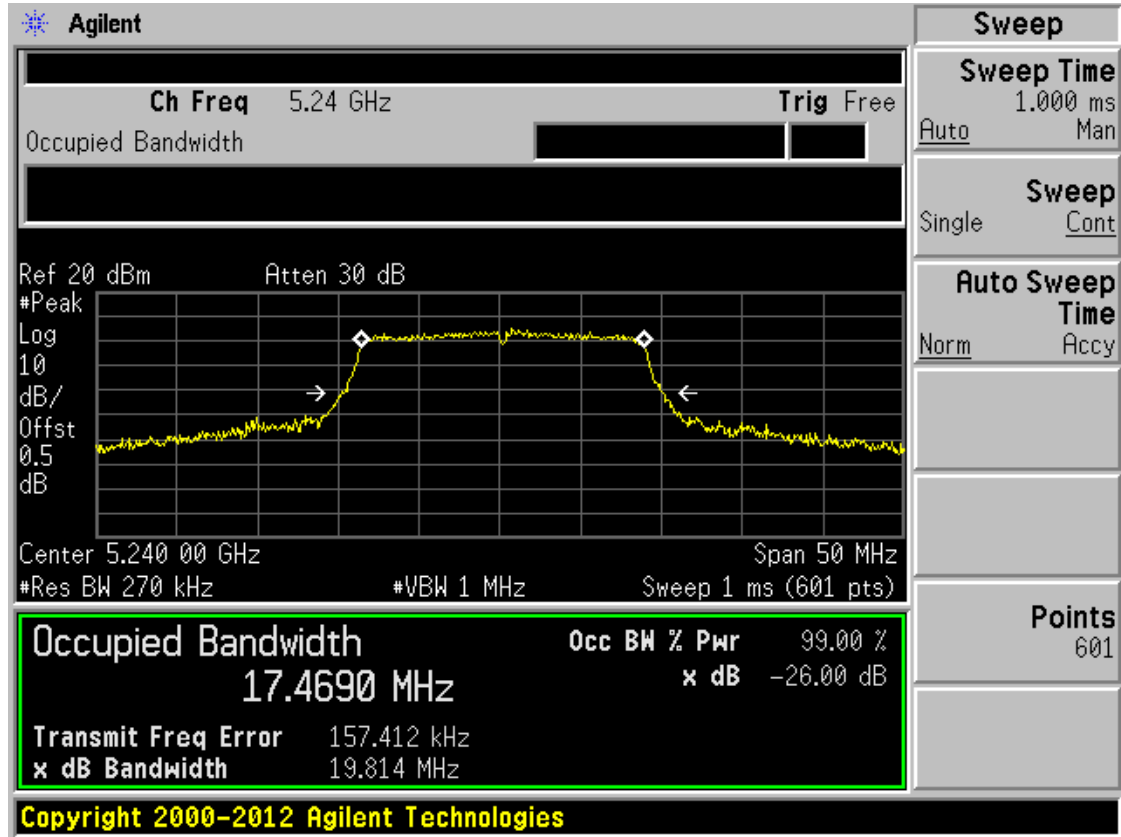 Agilent
Sweep
Ch Freq 5.24 GHz Trig Free
Occupied Bandwidth
Sweep Time
1.000 ms
Auto Man
Sweep
Single Cont
Auto Sweep
Time
Norm Accy
Points
601
Ref 20 dBm Atten 30 dB
#Peak
Log
10
dB/
Offst
0.5
dB
Center 5.240 00 GHz Span 50 MHz
#Res BW 270 kHz #VBW 1 MHz Sweep 1 ms (601 pts)
Occupied Bandwidth
17.4690 MHz
Occ BW % Pwr 99.00 %
x dB -26.00 dB
Transmit Freq Error 157.412 kHz
x dB Bandwidth 19.814 MHz
Copyright 2000-2012 Agilent Technologies